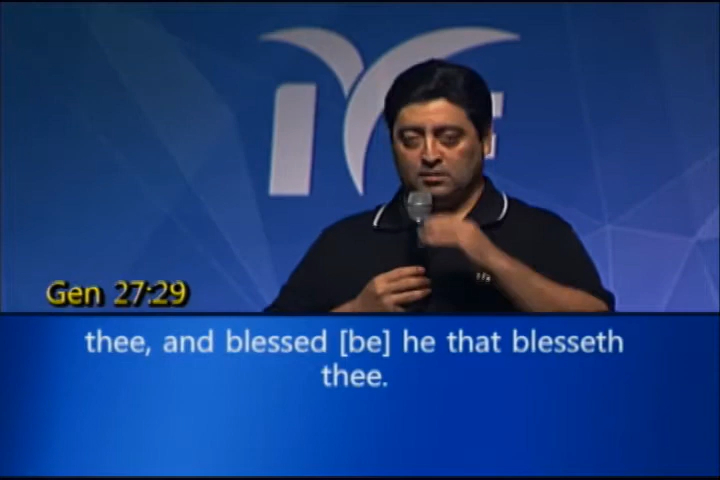 Gen 27:29
thee, and blessed [be] he that blesseth
thee.